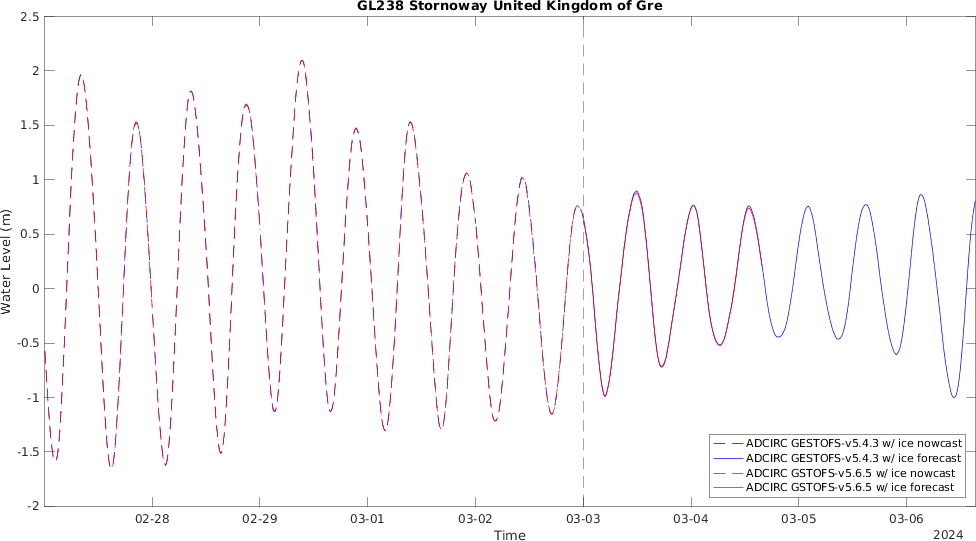 GL238 Stornoway United Kingdom of Gre
2.5
2
1.5
1
0.5
0
-0.5
-1
-1.5
-2
Water Level (m)
ADCIRC GESTOFS-v5.4.3 w/ ice nowcast
ADCIRC GESTOFS-v5.4.3 w/ ice forecast
ADCIRC GSTOFS-v5.6.5 w/ ice nowcast
ADCIRC GSTOFS-v5.6.5 w/ ice forecast
02-28 02-29 03-01 03-02 03-03 03-04 03-05 03-06
Time
2024